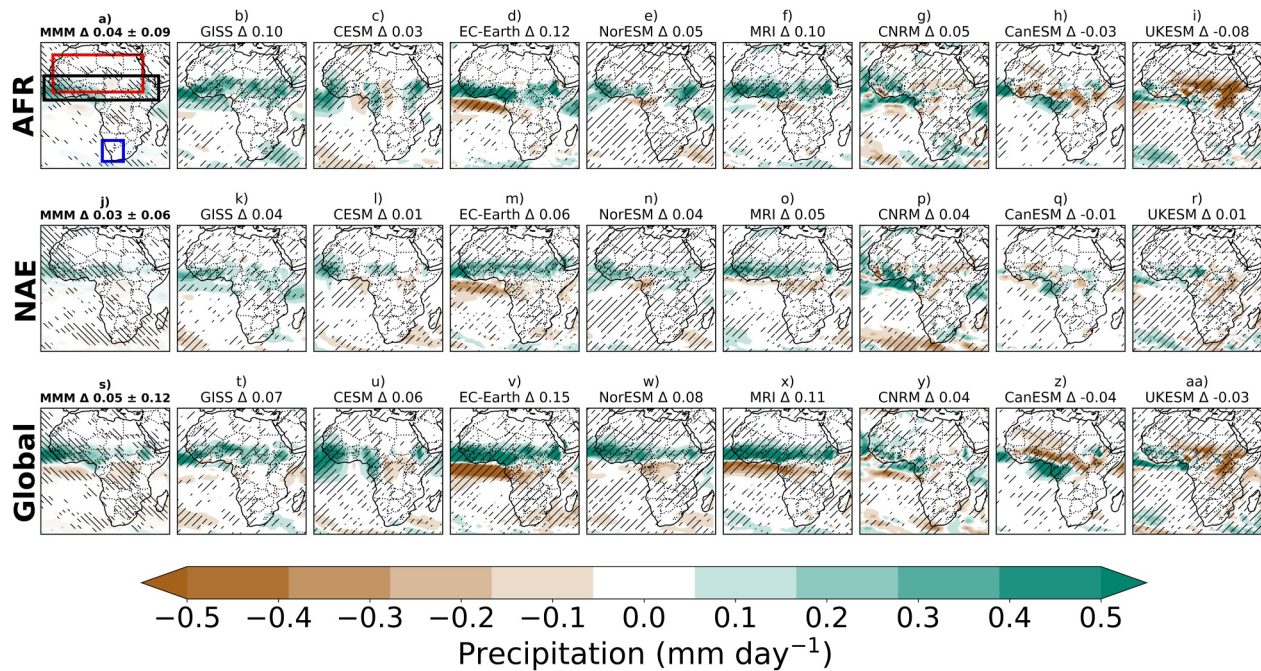 a)
MMM Δ 0.04 ± 0.09
b)
GISS Δ 0.10
c)
CESM Δ 0.03
d)
EC-Earth Δ 0.12
e)
NorESM Δ 0.05
f)
MRI Δ 0.10
g)
CNRM Δ 0.05
h)
CanESM Δ -0.03
i)
UKESM Δ -0.08
AFR
j)
MMM Δ 0.03 ± 0.06
k)
GISS Δ 0.04
l)
CESM Δ 0.01
m)
EC-Earth Δ 0.06
n)
NorESM Δ 0.04
o)
MRI Δ 0.05
p)
CNRM Δ 0.04
q)
CanESM Δ -0.01
r)
UKESM Δ 0.01
NAE
s)
MMM Δ 0.05 ± 0.12
t)
GISS Δ 0.07
u)
CESM Δ 0.06
v)
EC-Earth Δ 0.15
w)
NorESM Δ 0.08
x)
MRI Δ 0.11
y)
CNRM Δ 0.04
z)
CanESM Δ -0.04
aa)
UKESM Δ -0.03
Global
−0.5 −0.4 −0.3 −0.2 −0.1 0.0 0.1 0.2 0.3 0.4 0.5
Precipitation (mm day⁻¹)